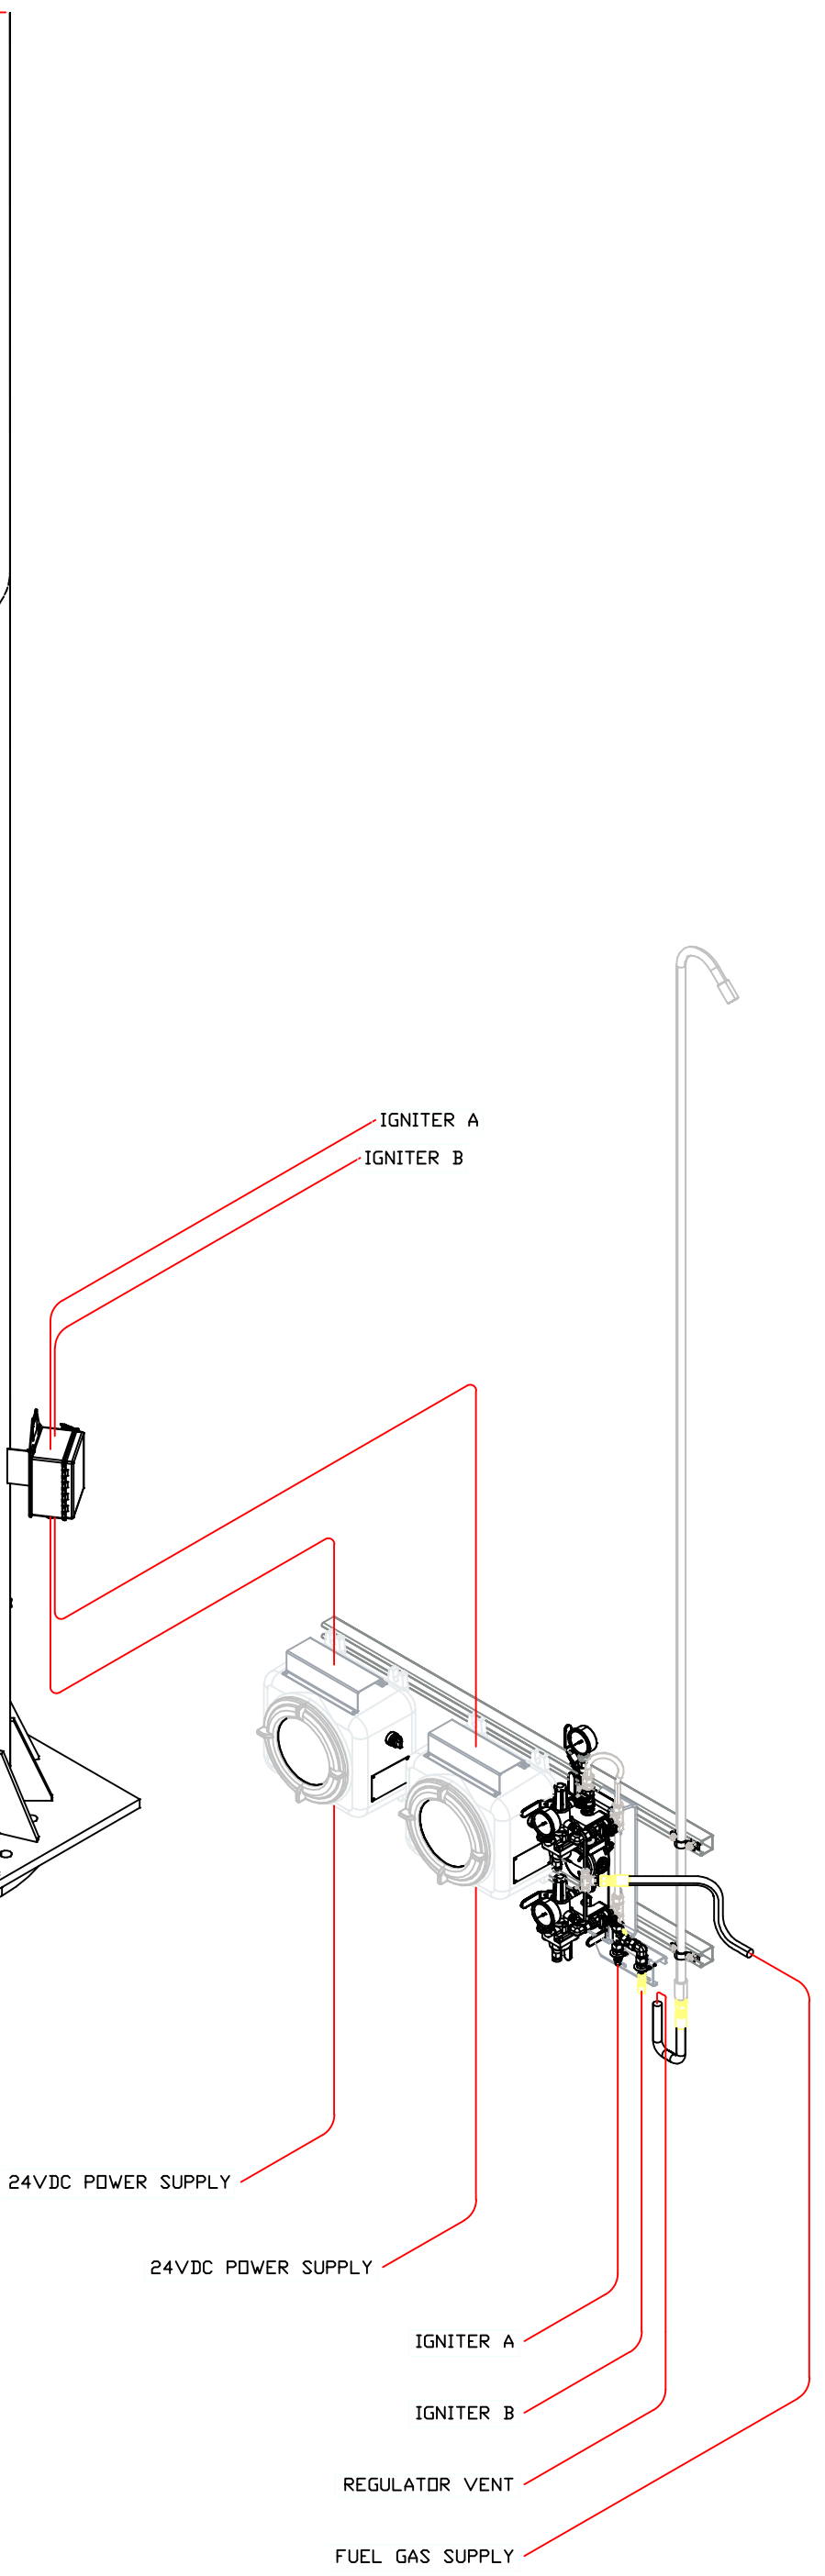 IGNITER A
IGNITER B
24VDC POWER SUPPLY
24VDC POWER SUPPLY
IGNITER A
IGNITER B
REGULATOR VENT
FUEL GAS SUPPLY